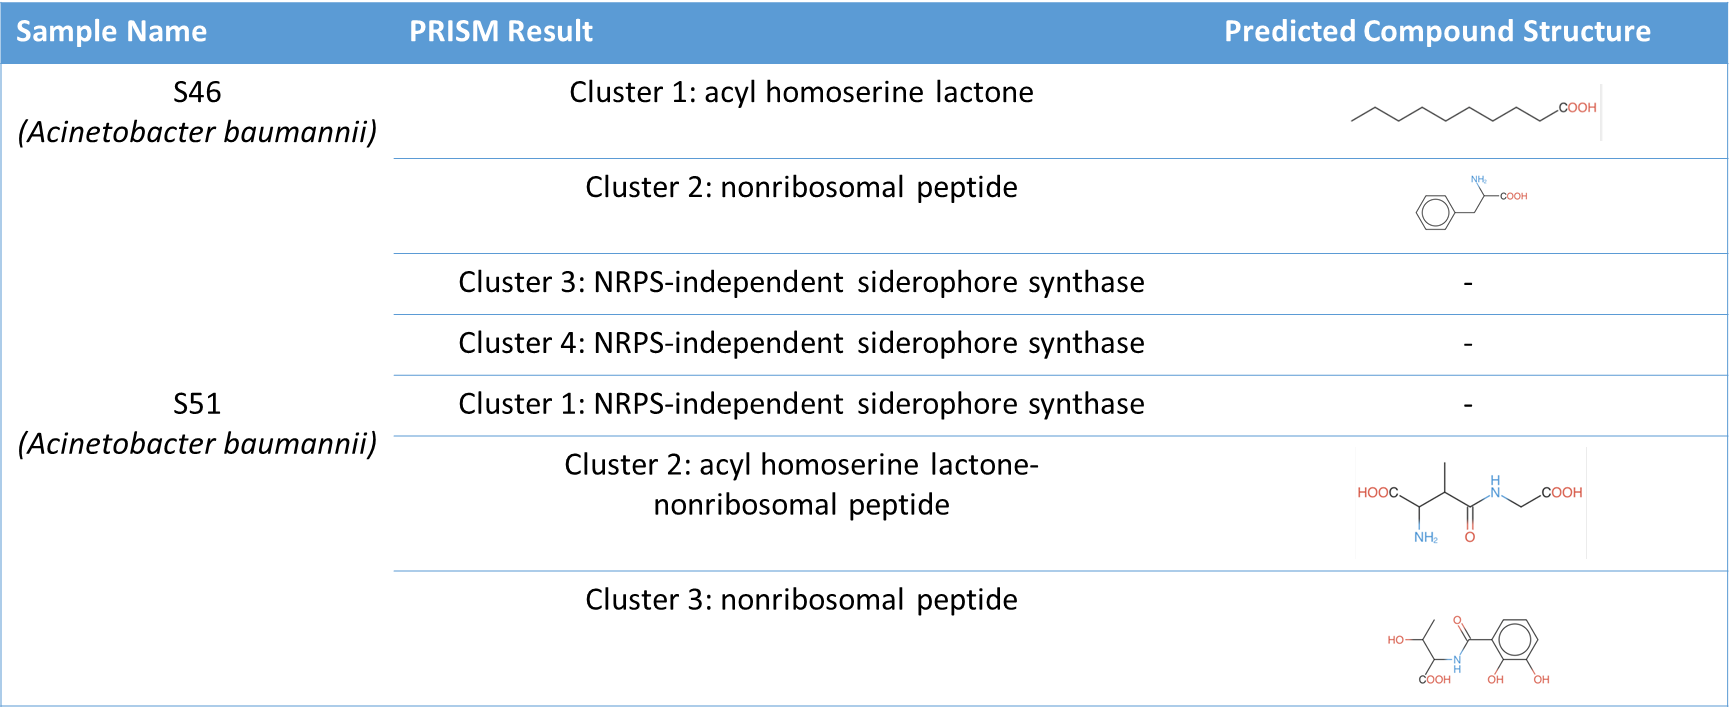 Sample Name PRISM Result Predicted Compound Structure
S46
(Acinetobacter baumannii)
Cluster 1: acyl homoserine lactone
COOH
Cluster 2: nonribosomal peptide
NH₂
COOH
Cluster 3: NRPS-independent siderophore synthase -
Cluster 4: NRPS-independent siderophore synthase -
S51
(Acinetobacter baumannii)
Cluster 1: NRPS-independent siderophore synthase -
Cluster 2: acyl homoserine lactone-
nonribosomal peptide
H
HOOC N COOH
NH₂ O
Cluster 3: nonribosomal peptide
O
HO
N
H
COOH OH OH